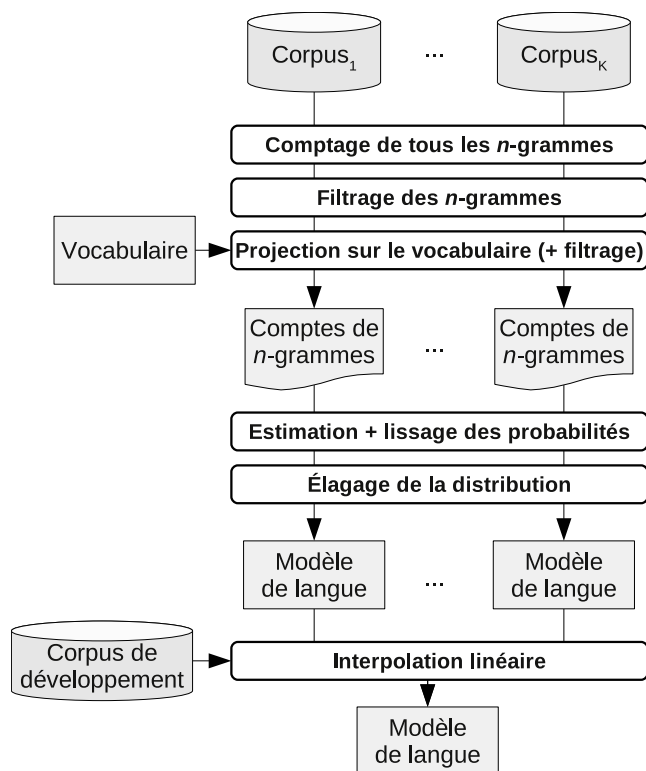 Corpus1 ... CorpusK
Comptage de tous les n-grammes
Filtrage des n-grammes
Vocabulaire
Projection sur le vocabulaire (+ filtrage)
Comptes de
n-grammes
...
Comptes de
n-grammes
Estimation + lissage des probabilités
Élagage de la distribution
Modèle
de langue
...
Modèle
de langue
Corpus de
développement
Interpolation linéaire
Modèle
de langue